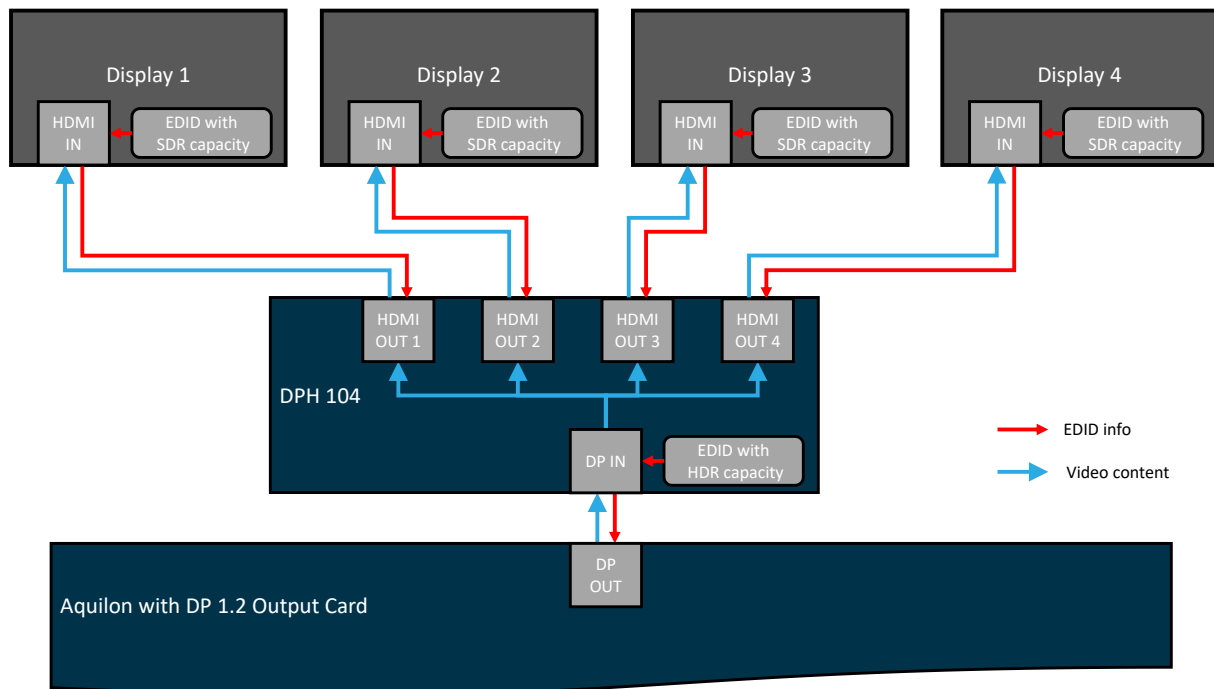 Display 1
HDMI
IN
EDID with
SDR capacity
Display 2
HDMI
IN
EDID with
SDR capacity
Display 3
HDMI
IN
EDID with
SDR capacity
Display 4
HDMI
IN
EDID with
SDR capacity
HDMI
OUT 1
HDMI
OUT 2
HDMI
OUT 3
HDMI
OUT 4
DPH 104
DP IN
EDID with
HDR capacity
EDID info
Video content
DP
OUT
Aquilon with DP 1.2 Output Card